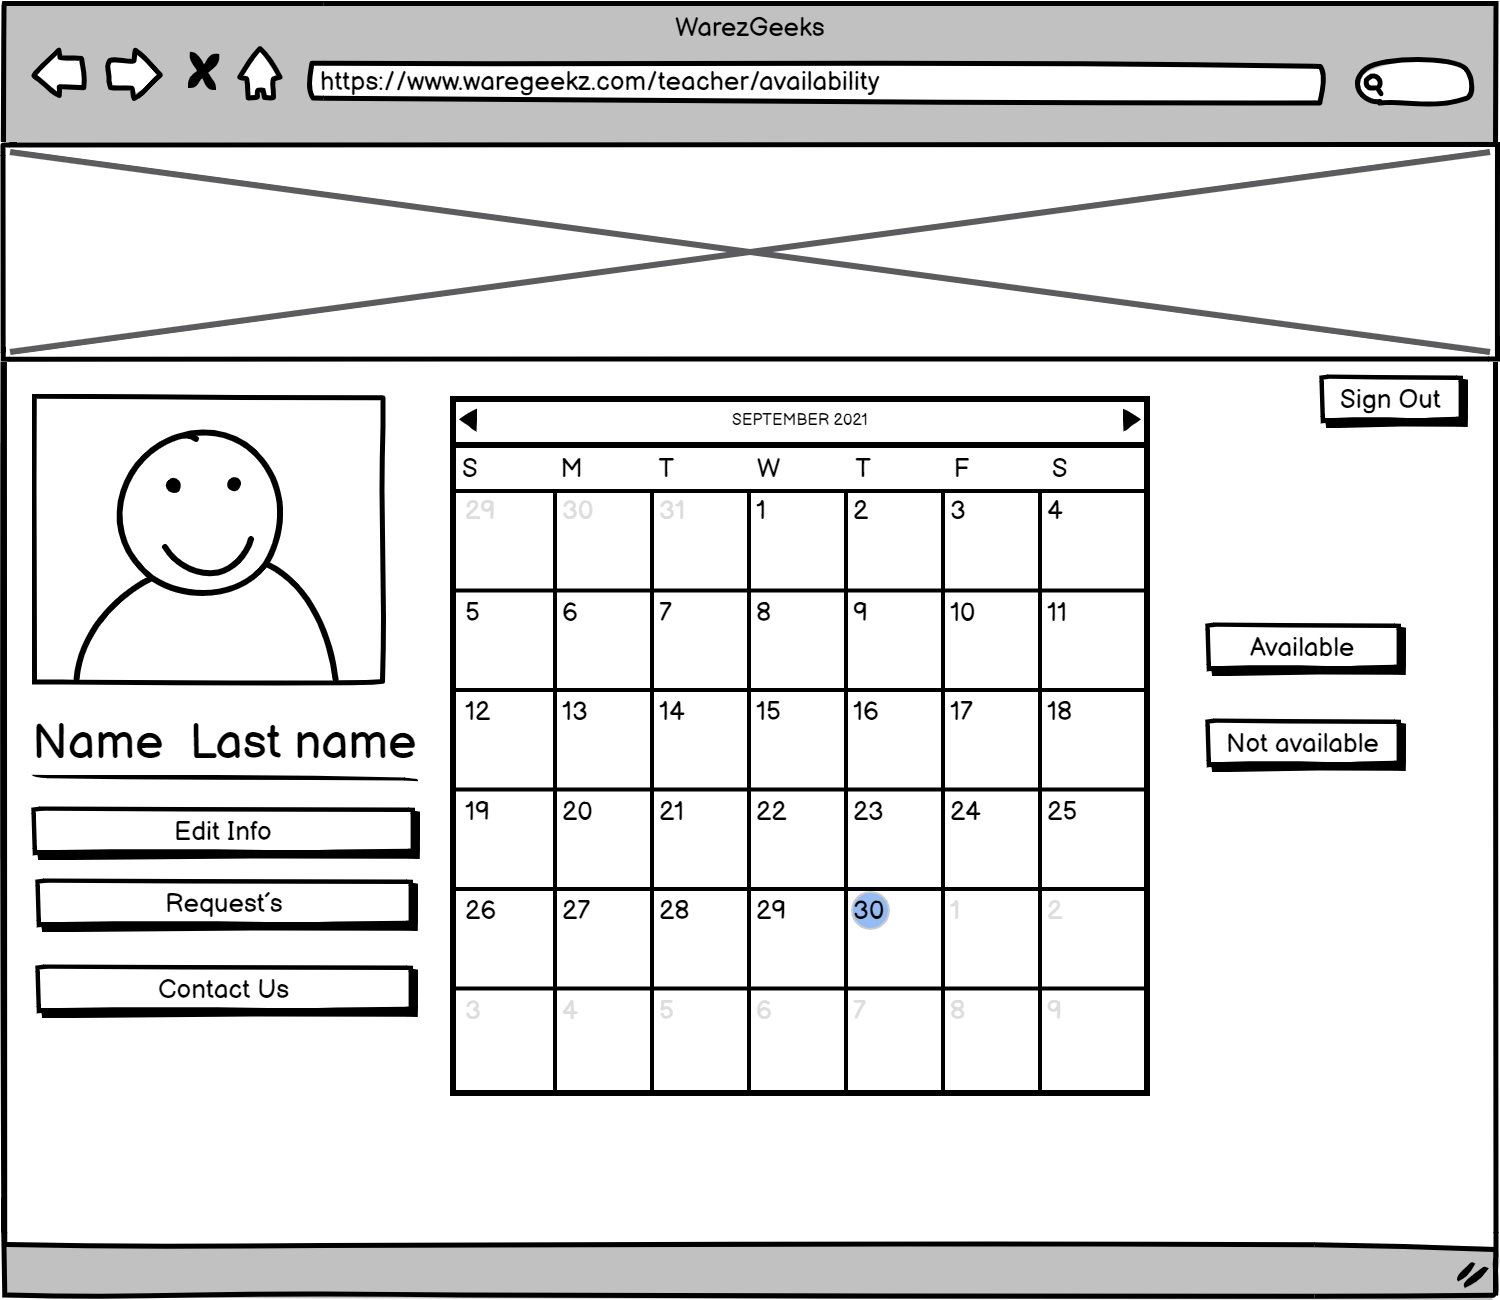 WarezGeeks
https://www.waregeekz.com/teacher/availability
Sign Out
SEPTEMBER 2021
S M T W T F S
29 30 31 1 2 3 4
5 6 7 8 9 10 11
12 13 14 15 16 17 18
19 20 21 22 23 24 25
26 27 28 29 30 1 2
3 4 5 6 7 8 9
Name Last name
Edit Info
Request´s
Contact Us
Available
Not available